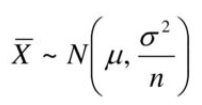 X̄ ~ N(μ, σ²/n)